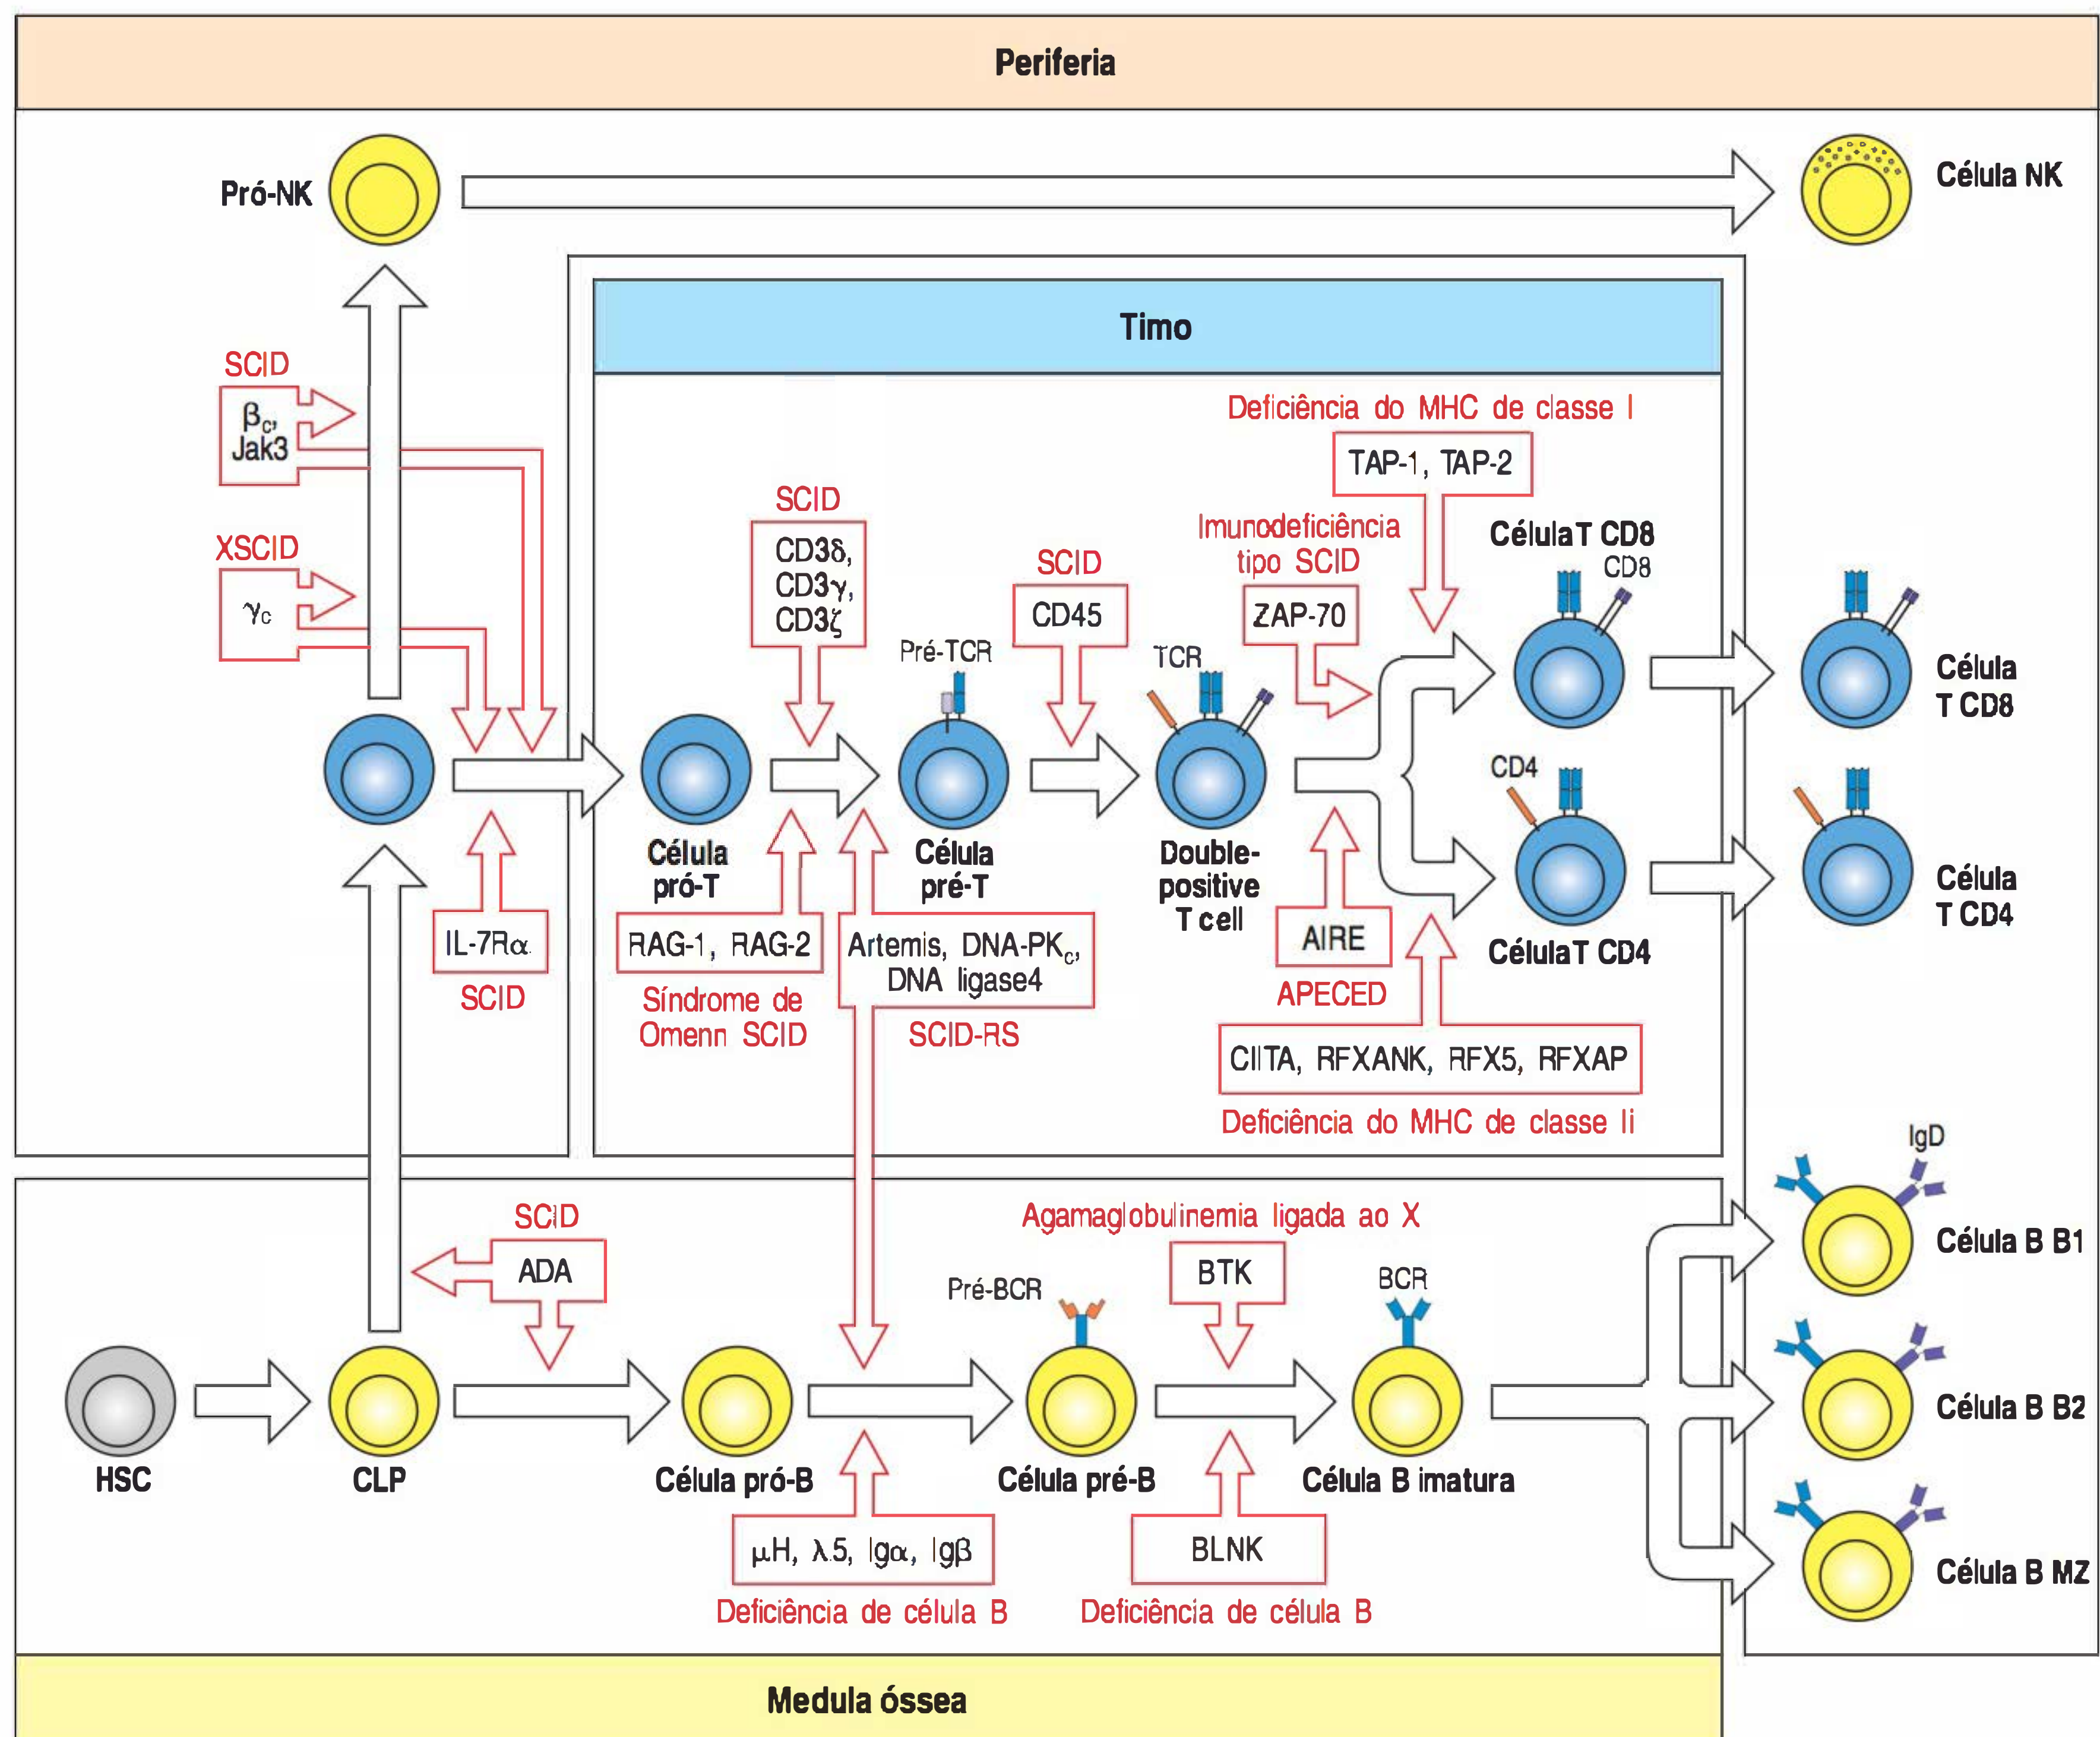 Periferia
Pró-NK
Célula NK
Timo
SCID
βc,
Jak3
Deficiência do MHC de classe I
TAP-1, TAP-2
SCID
CD3δ,
CD3γ,
CD3ζ
Imunodeficiência
tipo SCID
ZAP-70
Célula T CD8
CD8
XSCID
γc
SCID
CD45
Pré-TCR
TCR
Célula
T CD8
CD4
Célula
pró-T
Célula
pré-T
Double-
positive
T cell
Célula
T CD4
IL-7Rα
SCID
RAG-1, RAG-2
Síndrome de
Omenn SCID
Artemis, DNA-PKc,
DNA ligase4
SCID-RS
AIRE
APECED
Célula T CD4
CIITA, RFXANK, RFX5, RFXAP
Deficiência do MHC de classe Ii
IgD
SCID
ADA
Agamaglobulinemia ligada ao X
BTK
Pré-BCR
BCR
Célula B B1
Célula B B2
HSC
CLP
Célula pró-B
Célula pré-B
Célula B imatura
μH, λ5, Igα, Igβ
Deficiência de célula B
BLNK
Deficiência de célula B
Célula B MZ
Medula óssea